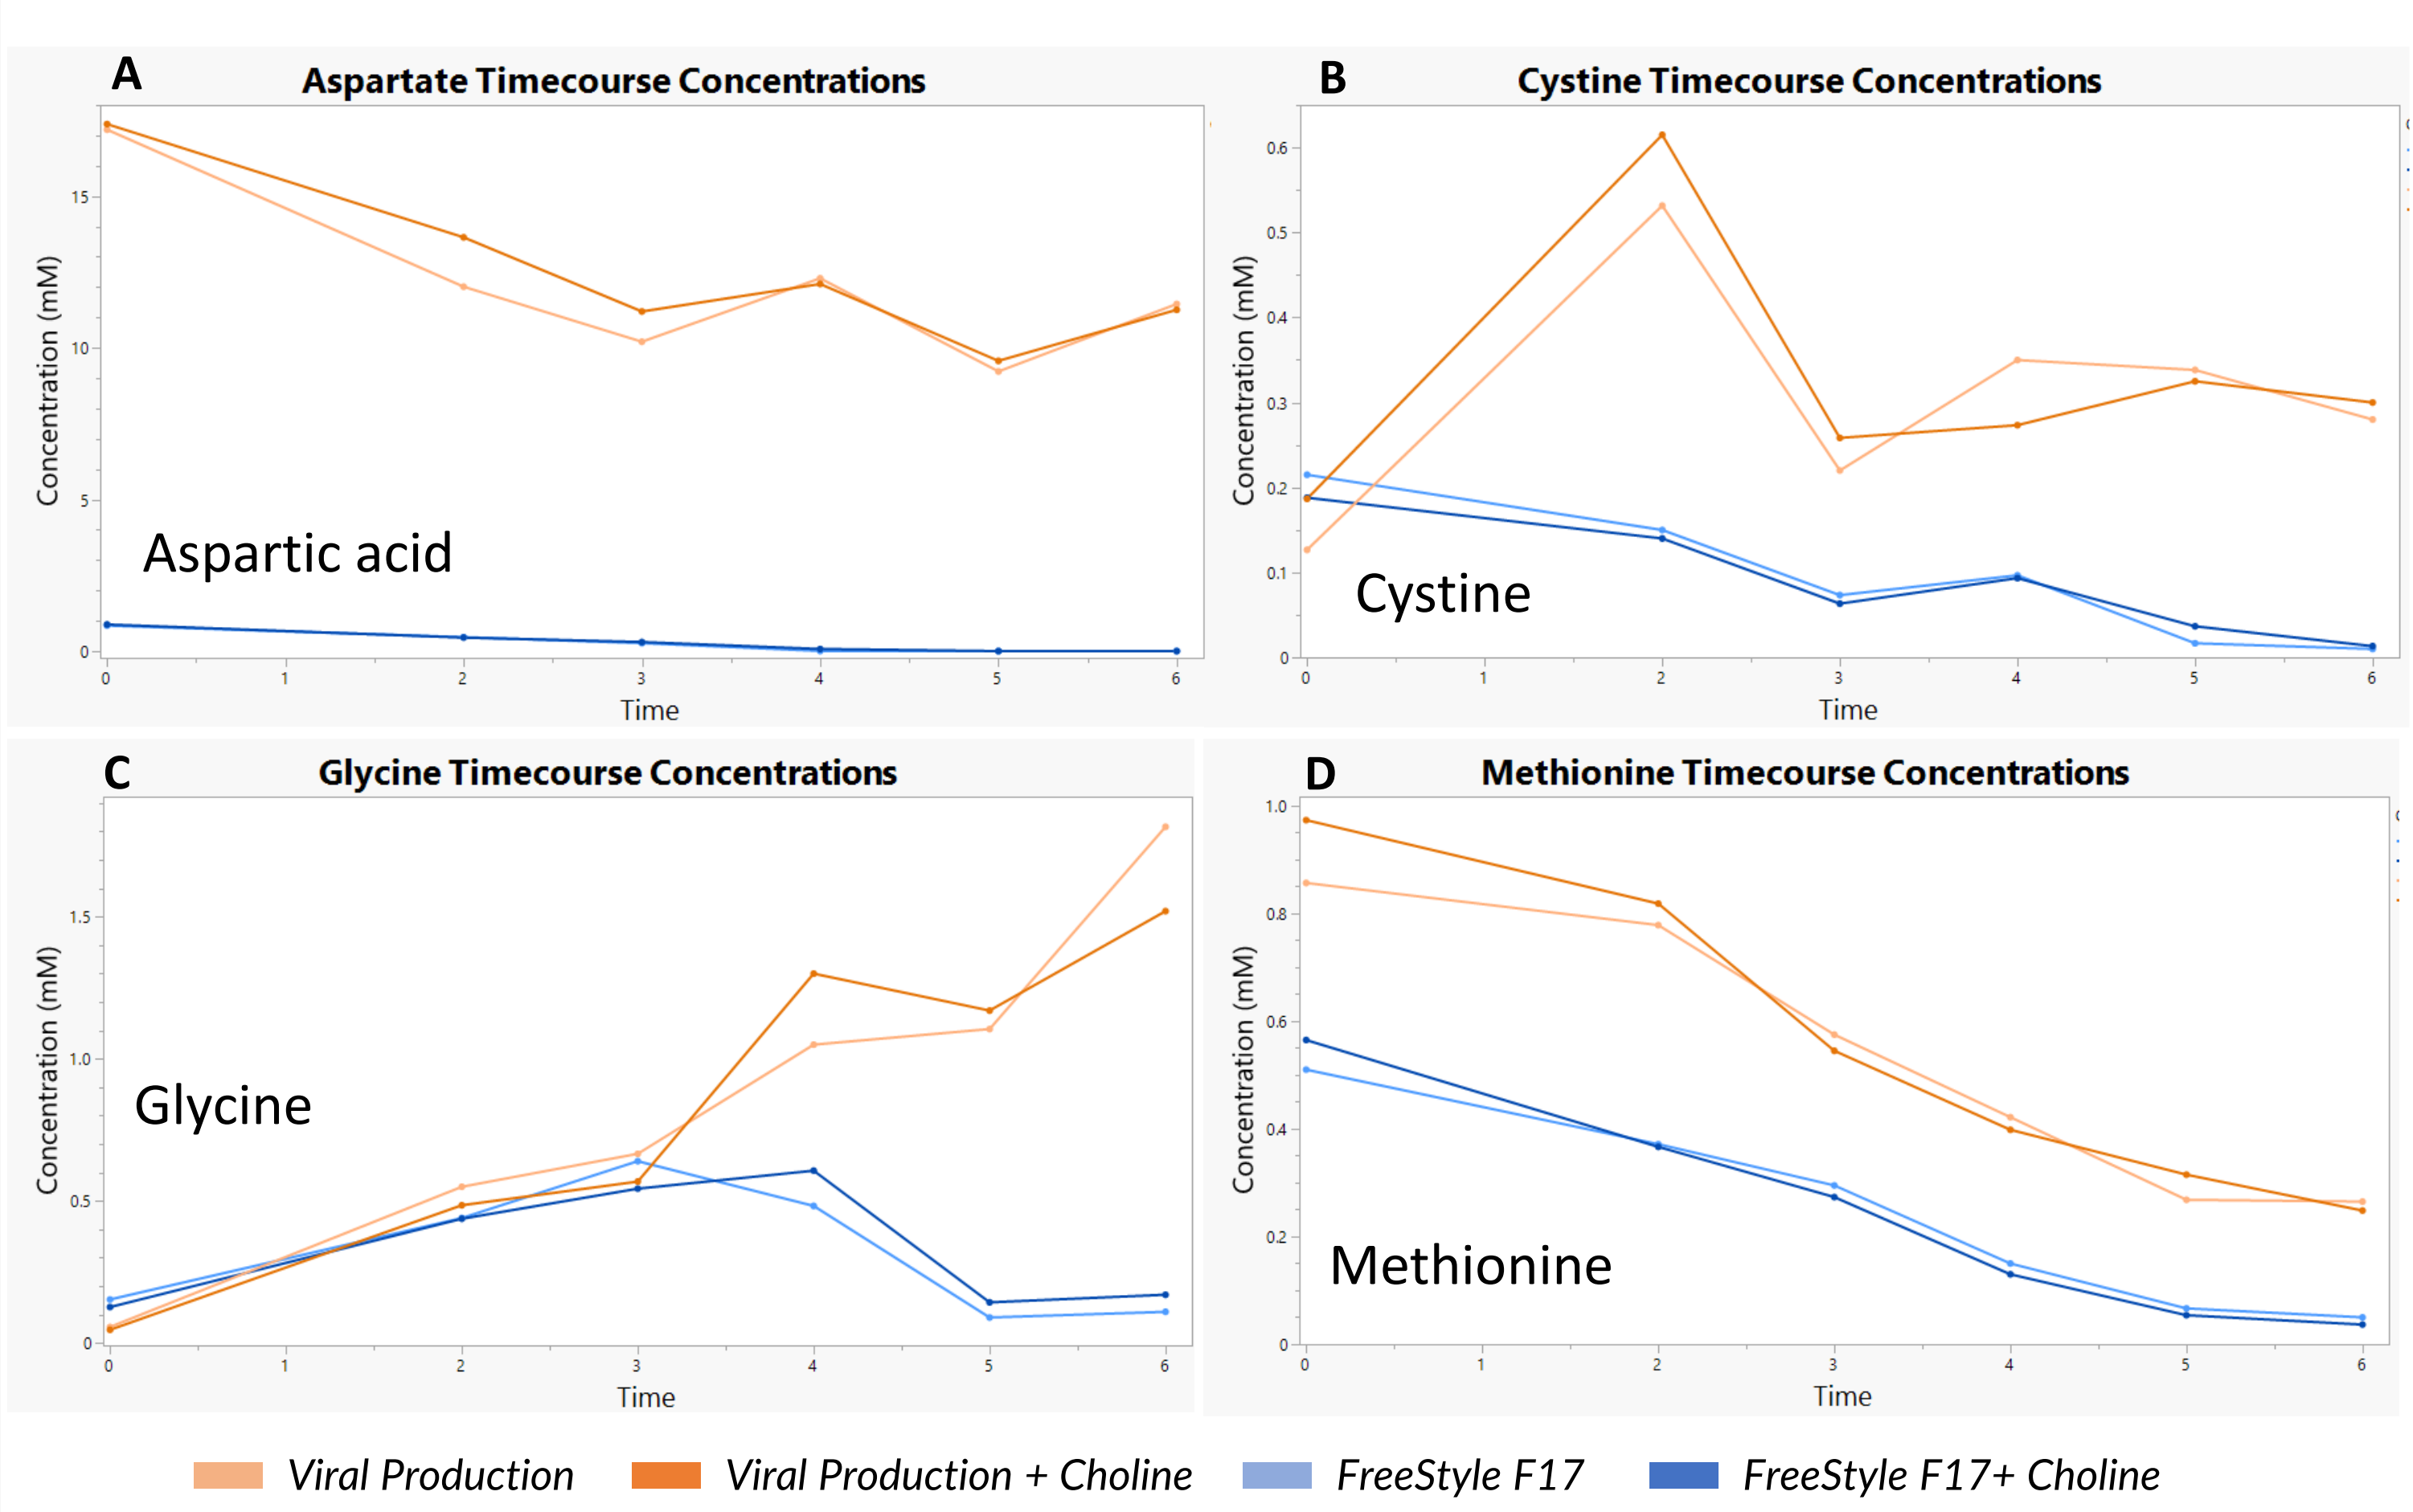 A
Aspartate Timecourse Concentrations
Concentration (mM)
15
10
5
0
Aspartic acid
0 1 2 3 4 5 6
Time
B
Cystine Timecourse Concentrations
Concentration (mM)
0.6
0.5
0.4
0.3
0.2
0.1
0
Cystine
0 1 2 3 4 5 6
Time
C
Glycine Timecourse Concentrations
Concentration (mM)
1.5
1.0
0.5
0
Glycine
0 1 2 3 4 5 6
Time
D
Methionine Timecourse Concentrations
Concentration (mM)
1.0
0.8
0.6
0.4
0.2
0
Methionine
0 1 2 3 4 5 6
Time
Viral Production Viral Production + Choline FreeStyle F17 FreeStyle F17+ Choline